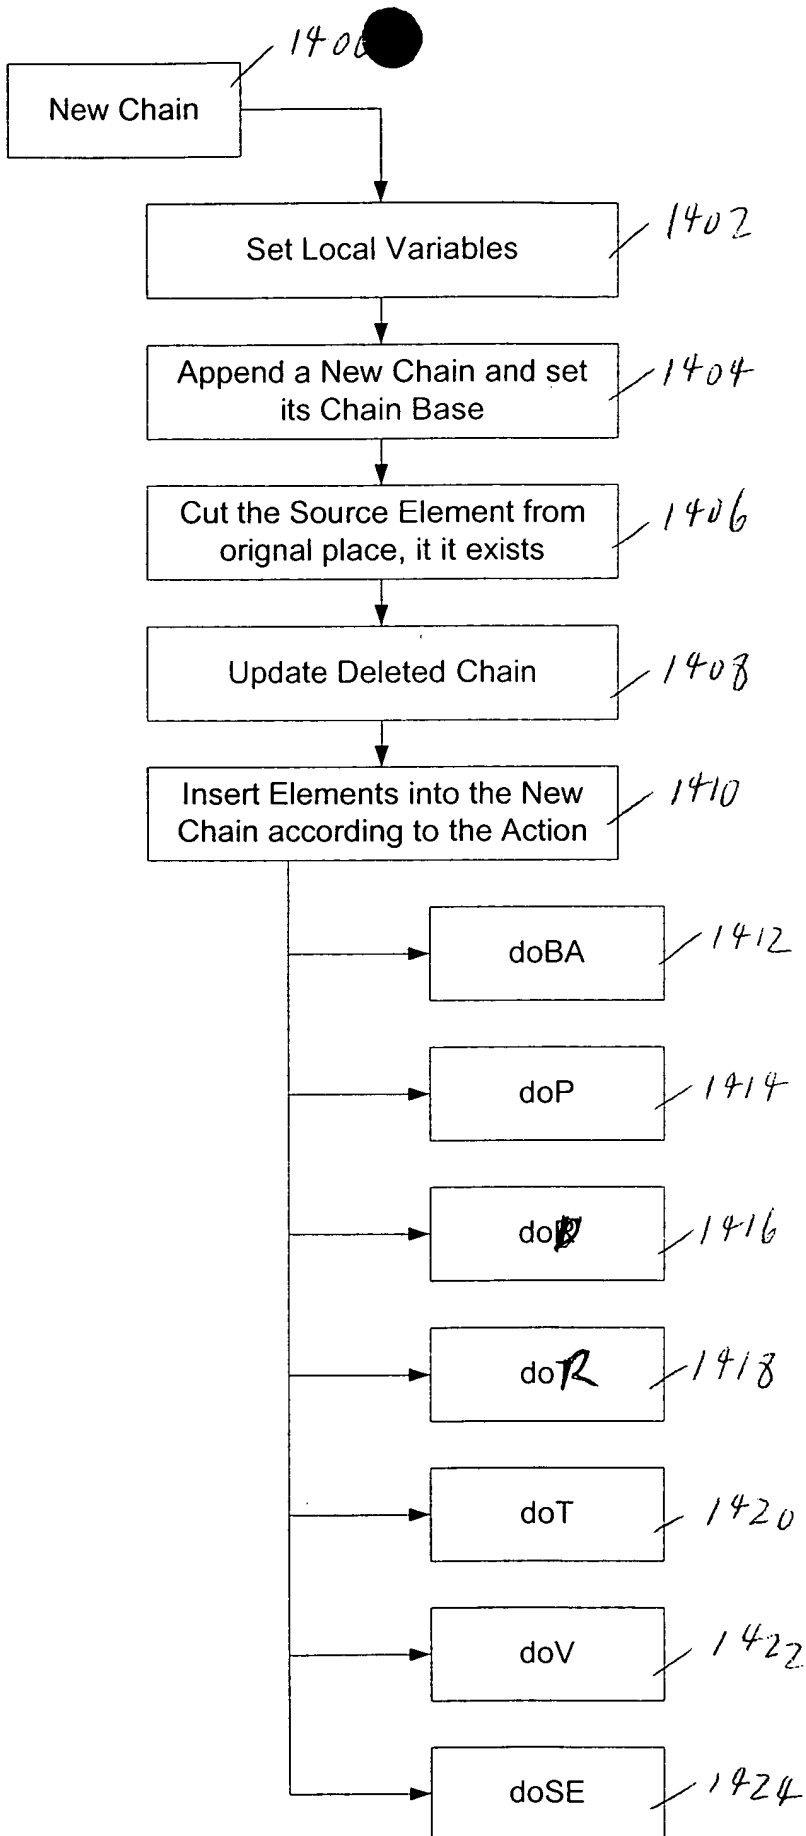 1400
New Chain
1402
Set Local Variables
Append a New Chain and set
its Chain Base
1404
Cut the Source Element from
orignal place, it it exists
1406
Update Deleted Chain
1408
Insert Elements into the New
Chain according to the Action
1410
doBA
1412
doP
1414
1416
doR
1418
doT
1420
doV
1422
doSE
1424